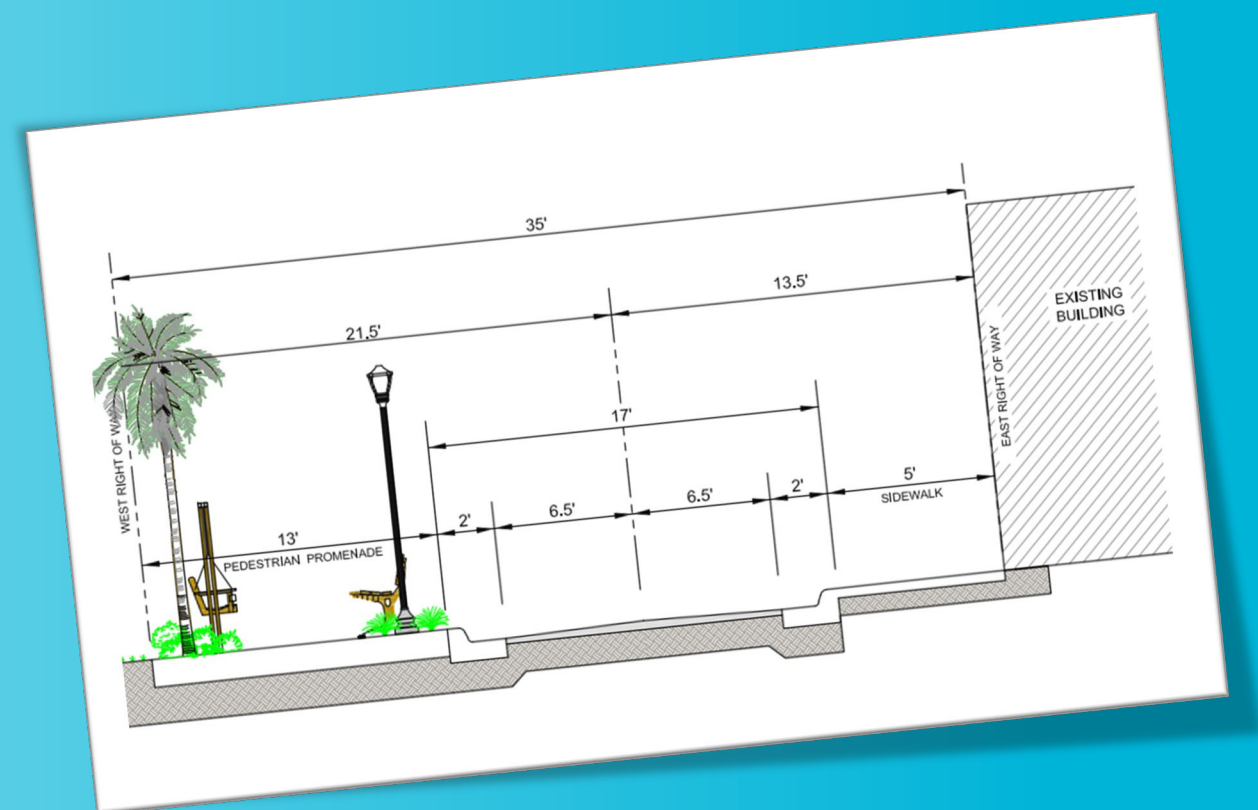 35'
13.5'
21.5'
EXISTING
BUILDING
17'
WEST RIGHT OF WAY
EAST RIGHT OF WAY
13'
PEDESTRIAN PROMENADE
2'
6.5'
6.5'
2'
5'
SIDEWALK